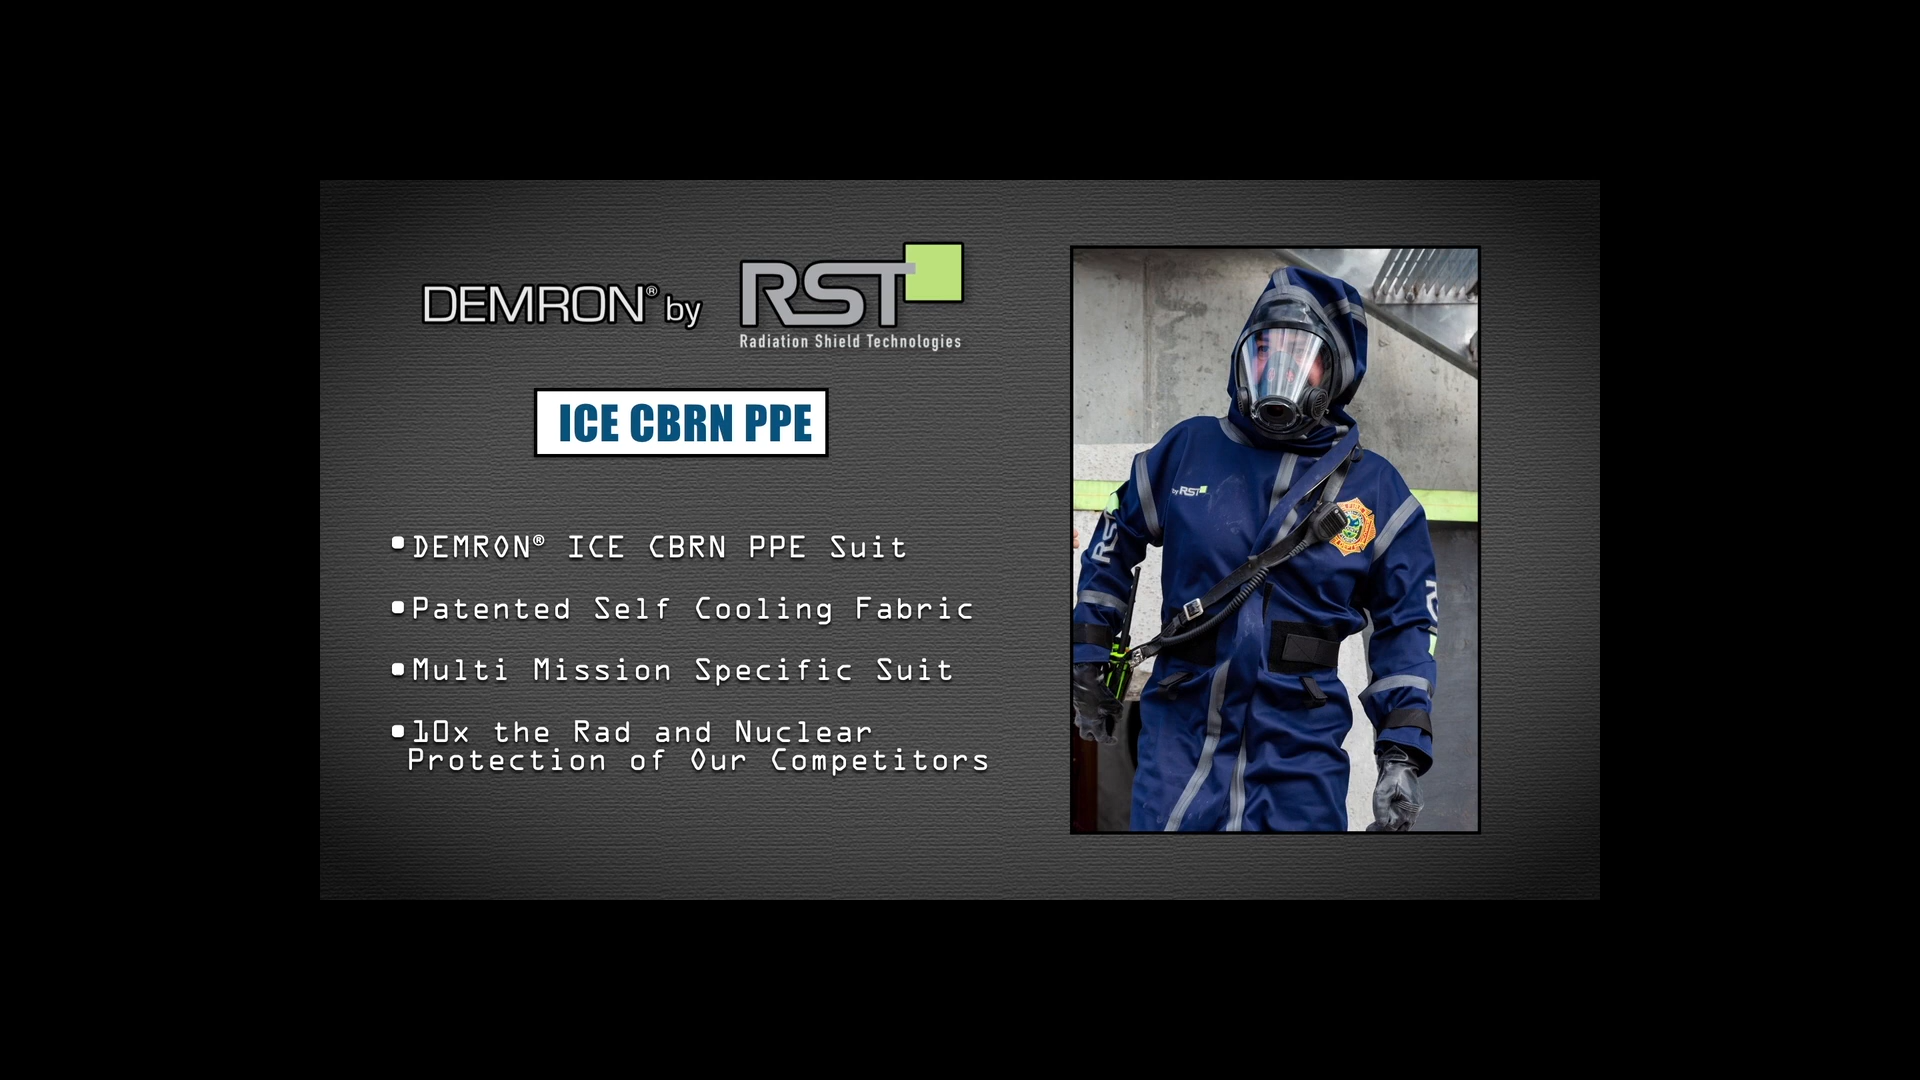 DEMRON® by
RST
Radiation Shield Technologies
ICE CBRN PPE
•DEMRON® ICE CBRN PPE Suit
•Patented Self Cooling Fabric
•Multi Mission Specific Suit
•10x the Rad and Nuclear
Protection of Our Competitors
by RST
RST